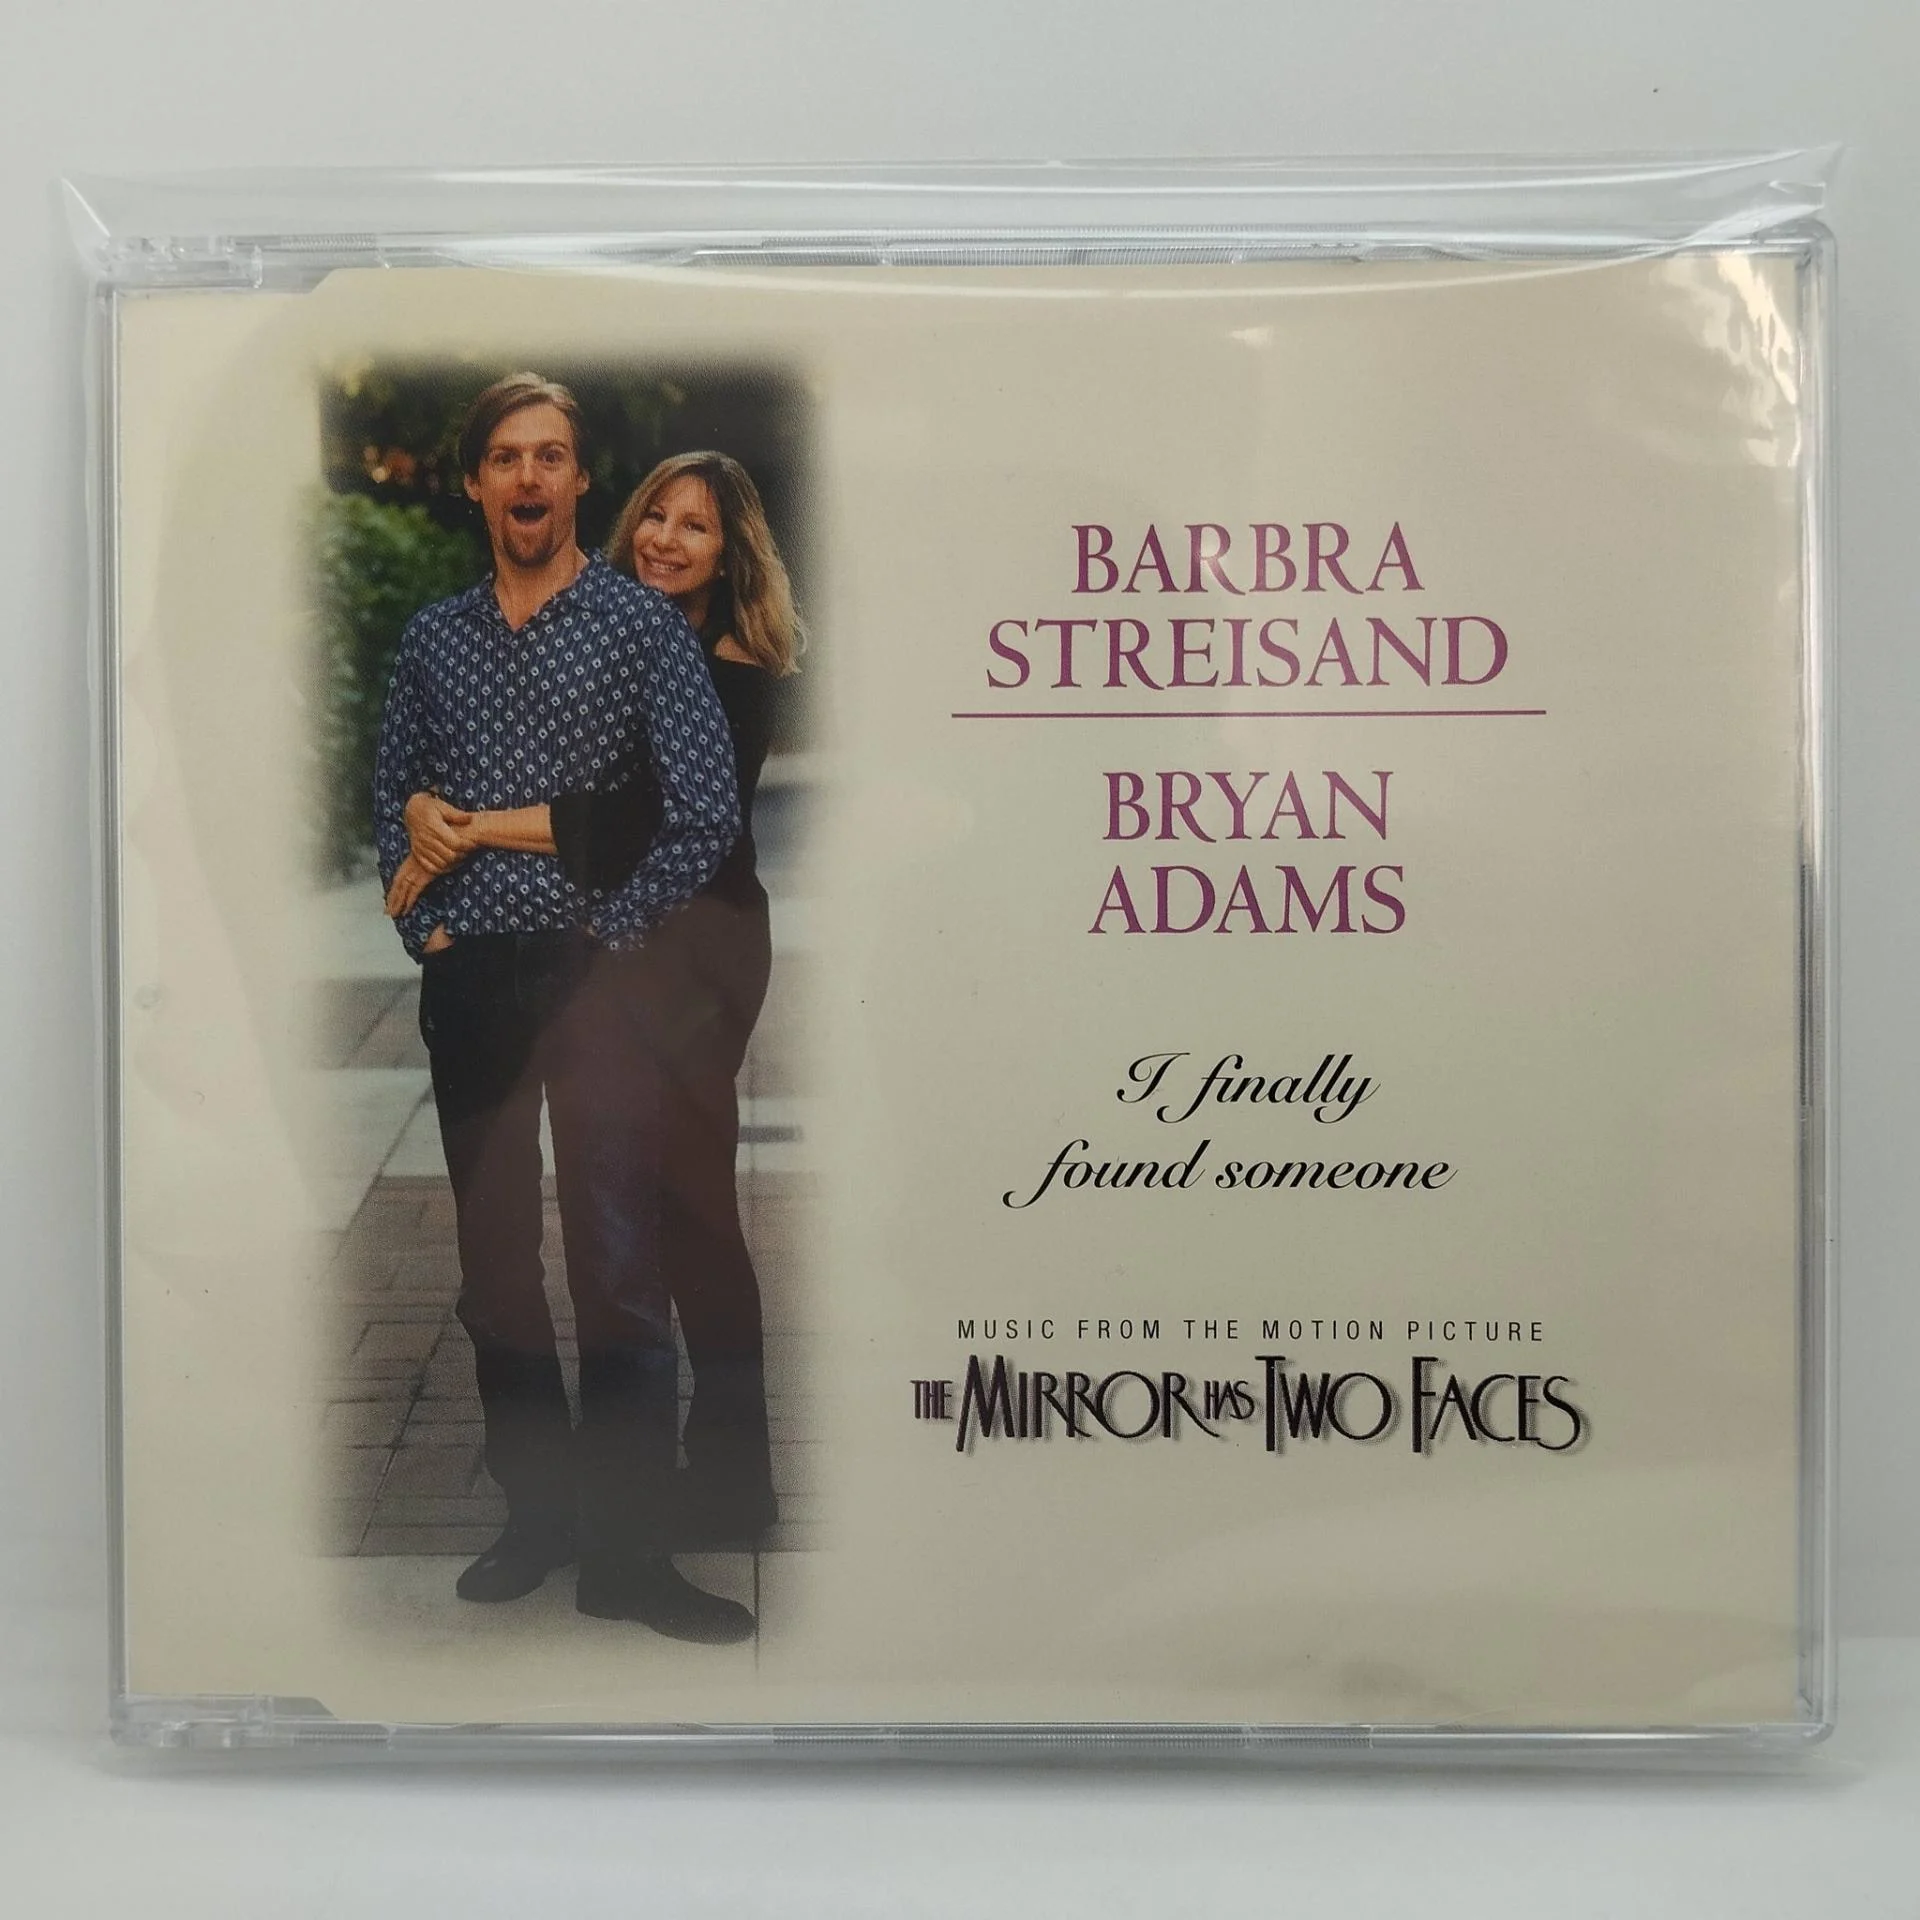 BARBRA
STREISAND
BRYAN
ADAMS
I finally
found someone
MUSIC FROM THE MOTION PICTURE
THE MIRROR HAS TWO FACES